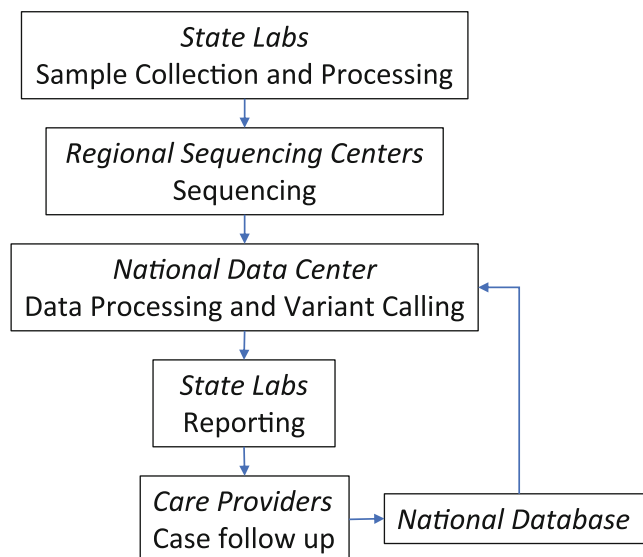 State Labs
Sample Collection and Processing
Regional Sequencing Centers
Sequencing
National Data Center
Data Processing and Variant Calling
State Labs
Reporting
Care Providers
Case follow up
National Database